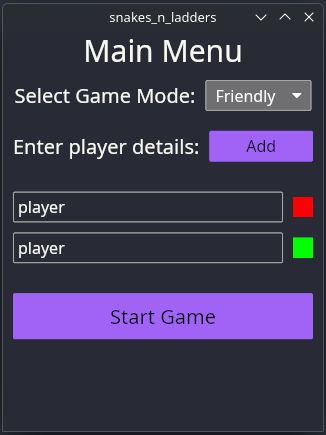 snakes_n_ladders
Main Menu
Select Game Mode: Friendly
Enter player details: Add
player
player
Start Game